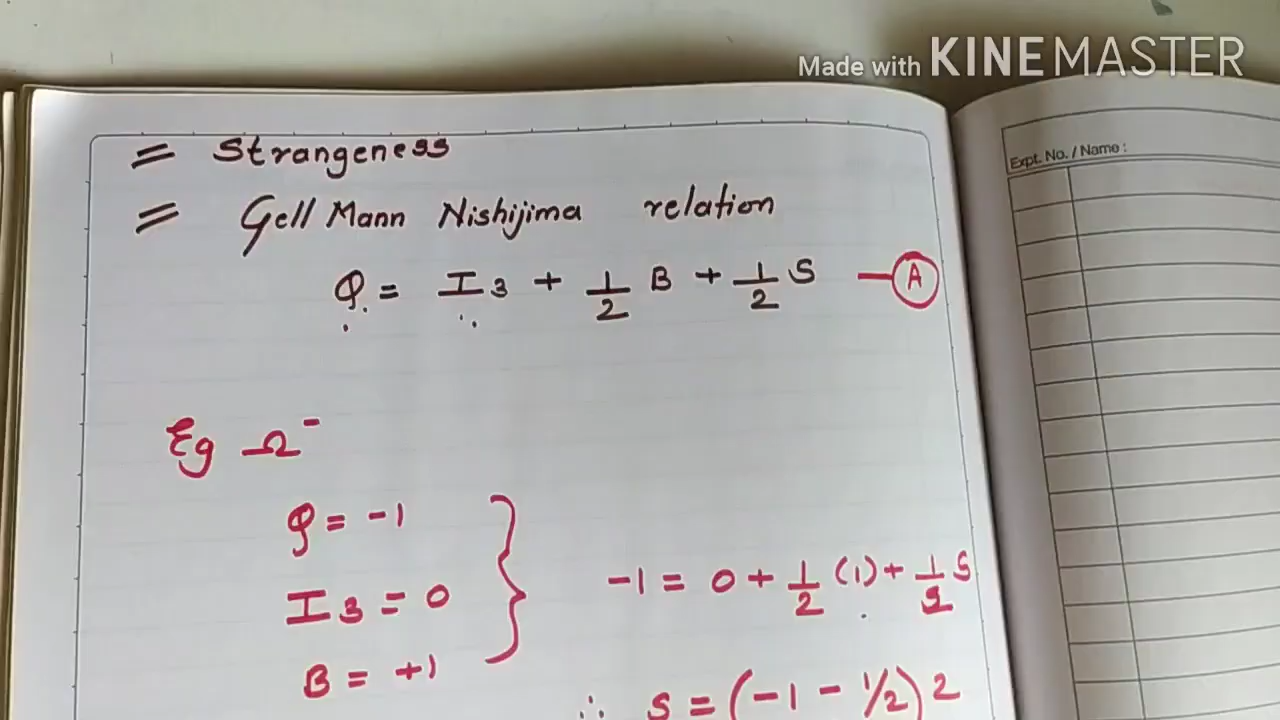 Made with KINEMASTER
= Strangeness
= Gell Mann Nishijima relation
Q = I3 + 1/2 B + 1/2 S — A
Expt. No. / Name :
Eg Ω⁻
Q = -1
I3 = 0
B = +1
-1 = 0 + 1/2 (1) + 1/2 S
∴ S = (-1 - 1/2) 2